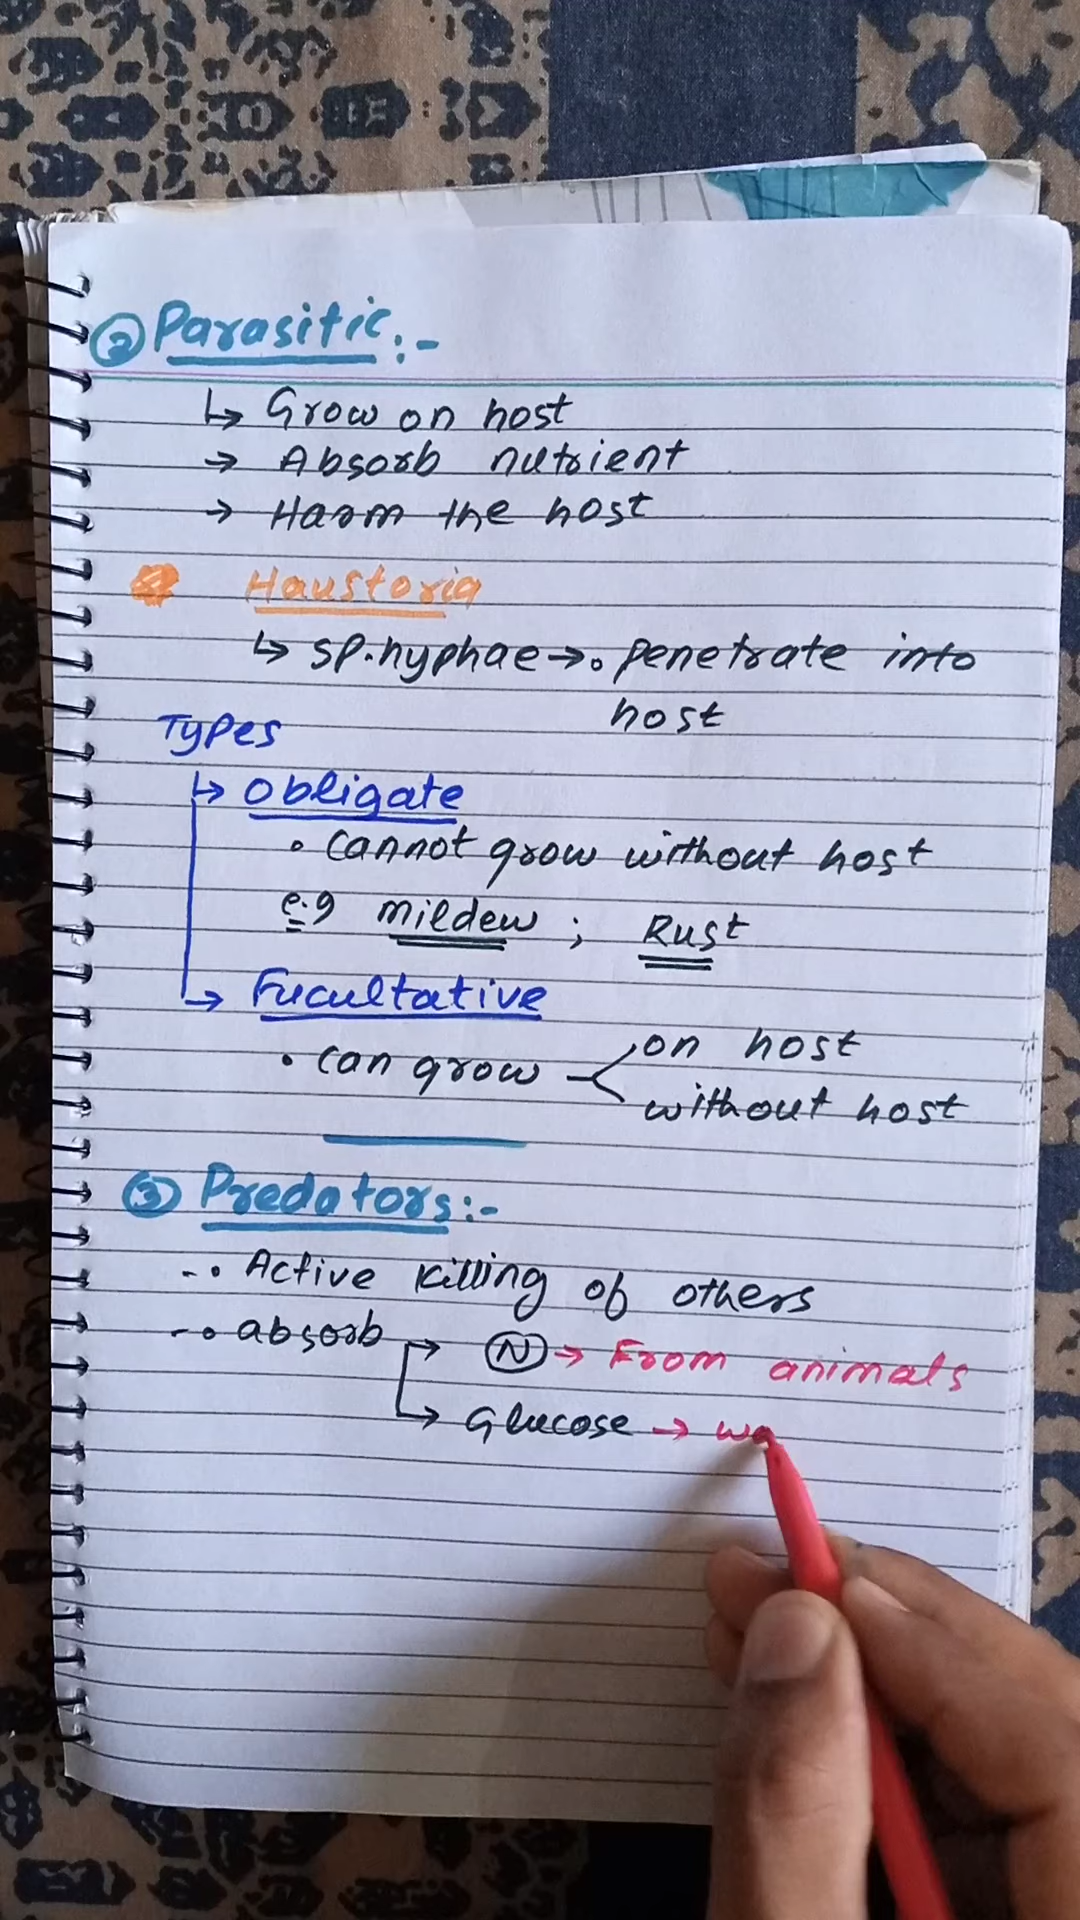 ② Parasitic:-
↳ Grow on host
→ Absorb nutrient
→ Harm the host
Haustoria
↳ sp.hyphae →. penetrate into
host
Types
↳ Obligate
• cannot grow without host
e.g Mildew ; Rust
→ Fucultative
• can grow on host
without host
③ Predators:-
-• Active killing of others
-• absorb → N → From animals
→ Glucose →